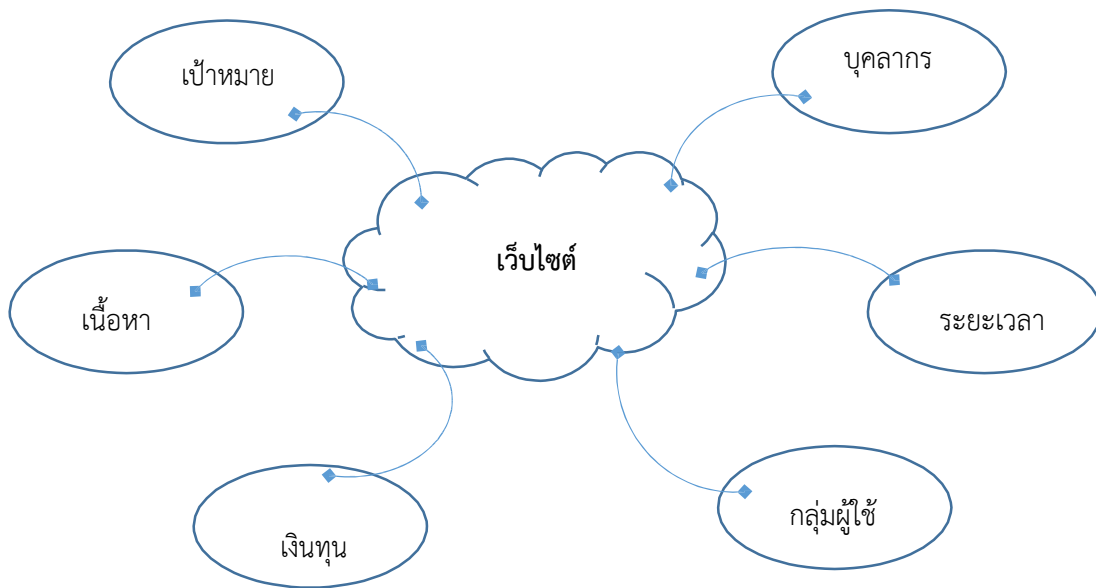 เป้าหมาย
บุคลากร
เว็บไซต์
เนื้อหา
ระยะเวลา
เงินทุน
กลุ่มผู้ใช้